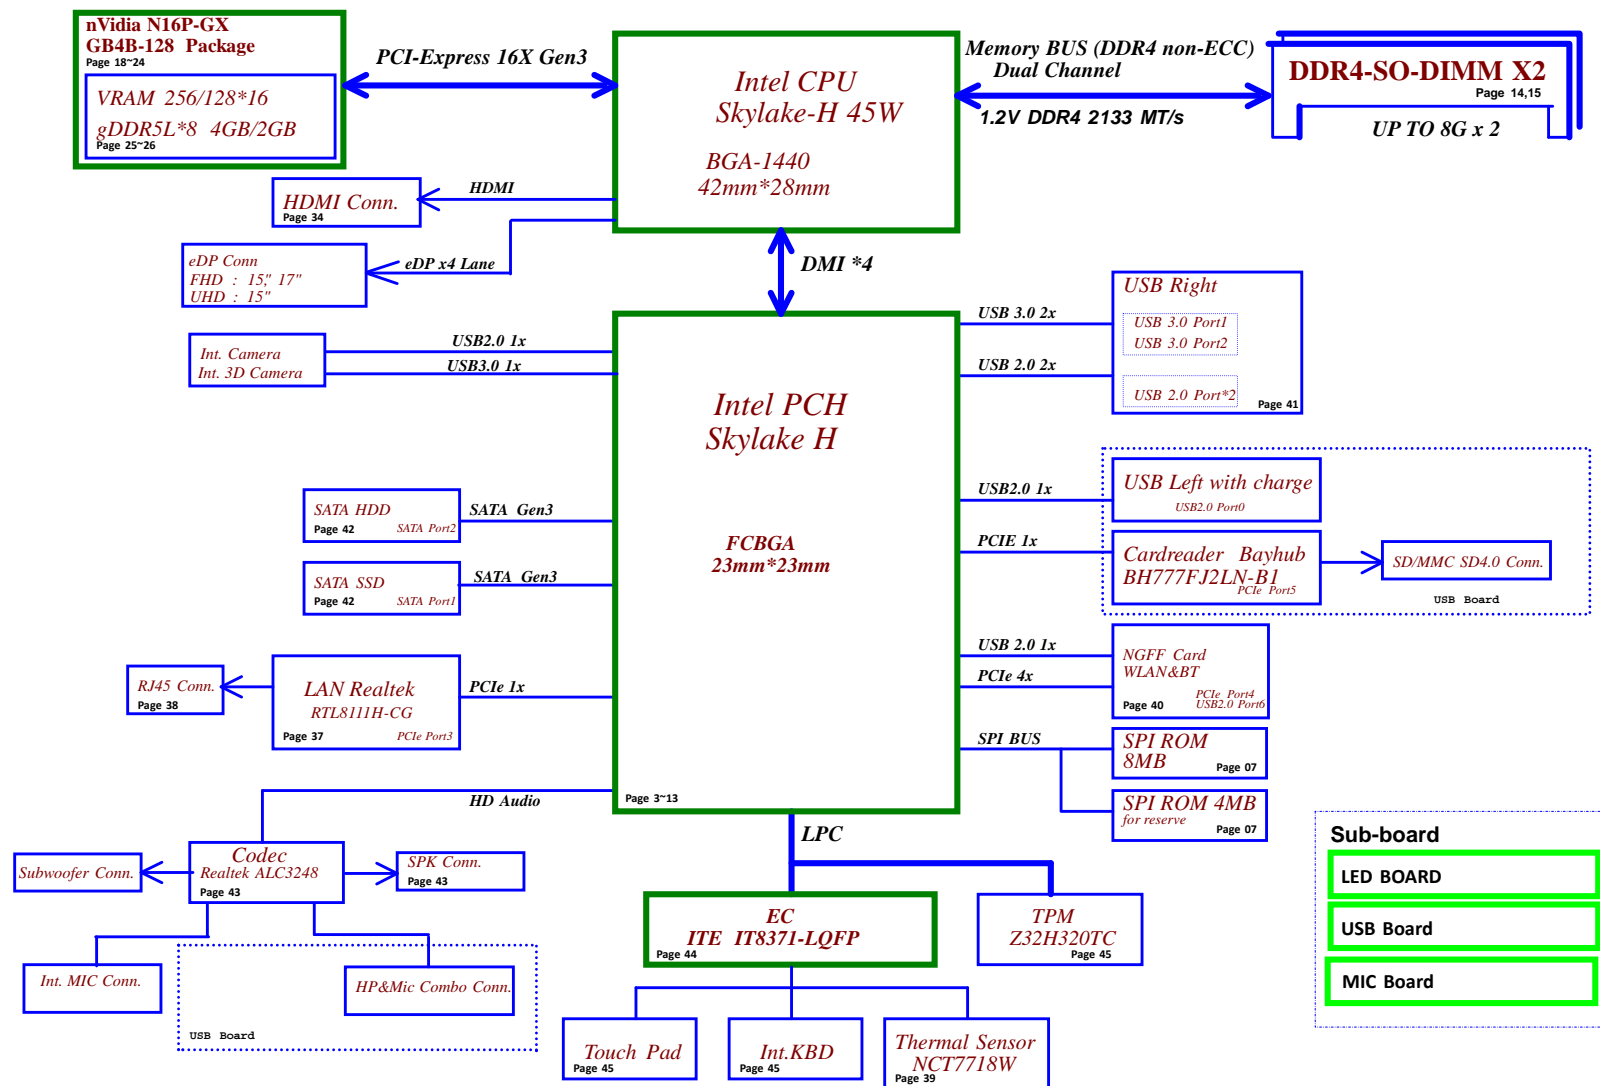 nVidia N16P-GX
GB4B-128 Package
Page 18~24
VRAM 256/128*16
gDDR5L*8 4GB/2GB
Page 25~26
PCI-Express 16X Gen3
Intel CPU
Skylake-H 45W
BGA-1440
42mm*28mm
Memory BUS (DDR4 non-ECC)
Dual Channel
1.2V DDR4 2133 MT/s
DDR4-SO-DIMM X2
Page 14,15
UP TO 8G x 2
HDMI Conn.
Page 34
HDMI
eDP Conn
FHD : 15," 17"
UHD : 15"
eDP x4 Lane
DMI *4
Int. Camera
Int. 3D Camera
USB2.0 1x
USB3.0 1x
Intel PCH
Skylake H
FCBGA
23mm*23mm
Page 3~13
USB 3.0 2x
USB 2.0 2x
USB Right
USB 3.0 Port1
USB 3.0 Port2
USB 2.0 Port*2
Page 41
SATA HDD
Page 42
SATA Port2
SATA Gen3
SATA SSD
Page 42
SATA Port1
SATA Gen3
USB2.0 1x
USB Left with charge
USB2.0 Port0
PCIE 1x
Cardreader Bayhub
BH777FJ2LN-B1
PCIe Port5
SD/MMC SD4.0 Conn.
USB Board
RJ45 Conn.
Page 38
LAN Realtek
RTL8111H-CG
Page 37
PCIe Port3
PCIe 1x
USB 2.0 1x
PCIe 4x
NGFF Card
WLAN&BT
PCIe Port4
USB2.0 Port6
Page 40
SPI BUS
SPI ROM
8MB
Page 07
SPI ROM 4MB
for reserve
Page 07
HD Audio
Subwoofer Conn.
Codec
Realtek ALC3248
Page 43
SPK Conn.
Page 43
Int. MIC Conn.
HP&Mic Combo Conn.
USB Board
LPC
EC
ITE IT8371-LQFP
Page 44
TPM
Z32H320TC
Page 45
Touch Pad
Page 45
Int.KBD
Page 45
Thermal Sensor
NCT7718W
Page 39
Sub-board
LED BOARD
USB Board
MIC Board